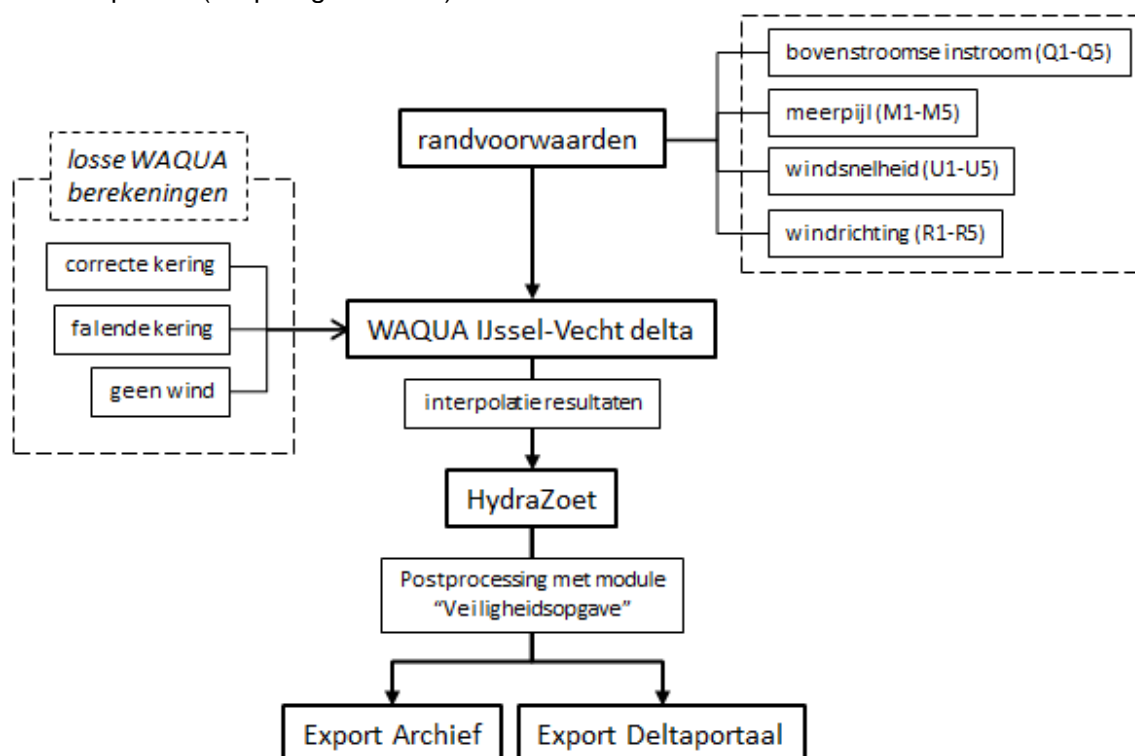 randvoorwaarden
bovenstroomse instroom (Q1-Q5)
meerpijl (M1-M5)
windsnelheid (U1-U5)
windrichting (R1-R5)
losse WAQUA
berekeningen
correcte kering
falende kering
geen wind
WAQUA IJssel-Vecht delta
interpolatie resultaten
HydraZoet
Postprocessing met module
“Veiligheidsopgave”
Export Archief
Export Deltaportaal